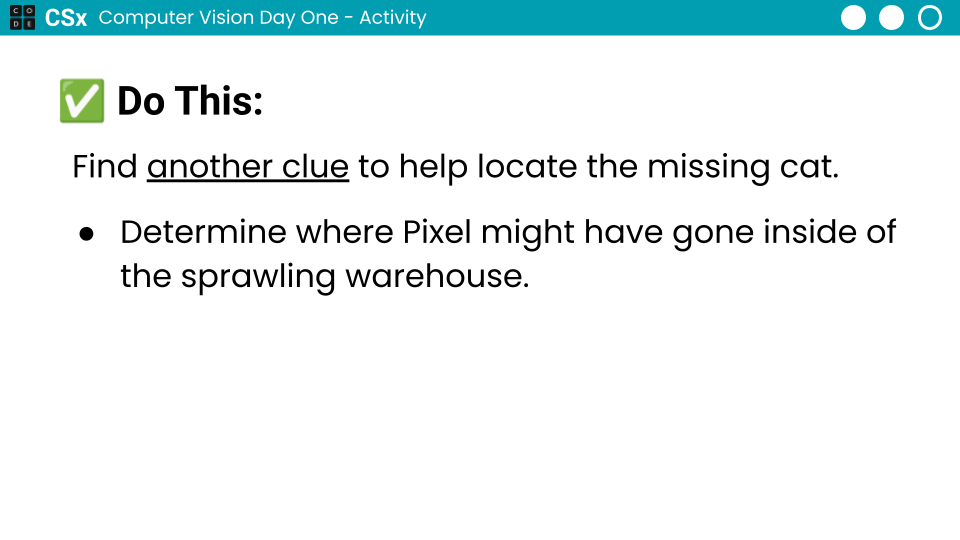 CODE CSx Computer Vision Day One - Activity
✅ Do This:
Find another clue to help locate the missing cat.
● Determine where Pixel might have gone inside of
the sprawling warehouse.